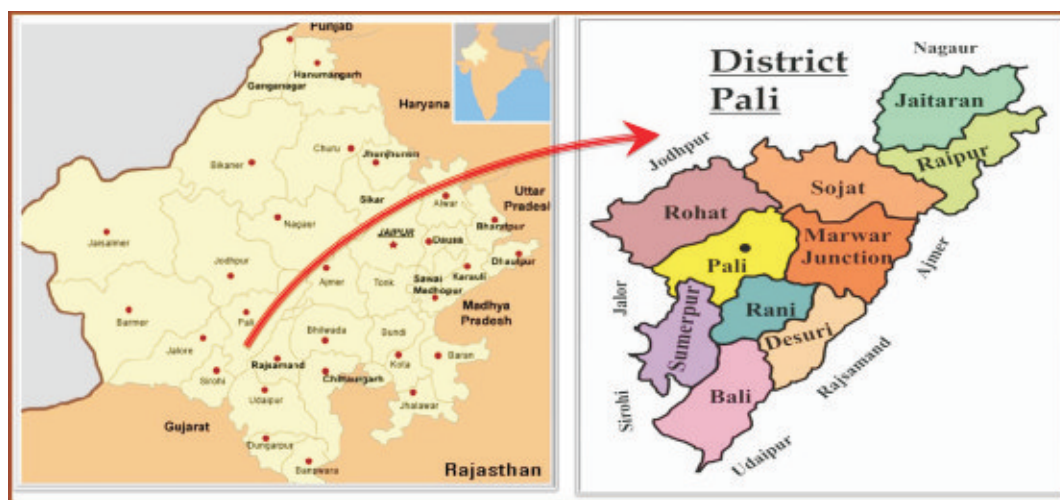 Punjab
Hanumangarh
Ganganagar
Haryana
Churu
Jhunjhunun
Bikaner
Sikar
Alwar
Uttar
Pradesh
Nagaur
Bharatpur
Jaisalmer
JAIPUR
Dausa
Dhaulpur
Jodhpur
Ajmer
Tonk
Sawai
Madhopur
Karauli
Madhya
Pradesh
Barmer
Pali
Bhilwada
Bundi
Jalore
Rajsamand
Kota
Baran
Sirohi
Chittaurgarh
Udaipur
Jhalawar
Gujarat
Dungarpur
Banswara
Rajasthan
District
Pali
Nagaur
Jaitaran
Raipur
Jodhpur
Sojat
Rohat
Marwar
Junction
Pali
Ajmer
Jalor
Rani
Sumerpur
Desuri
Rajsamand
Bali
Sirohi
Udaipur